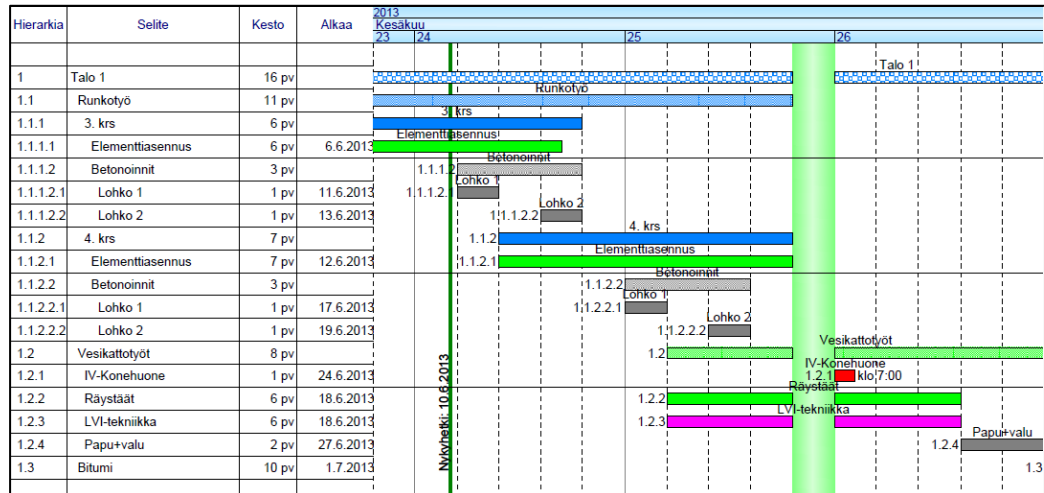 2013
Hierarkia Selite Kesto Alkaa Kesäkuu
23 24 25 26
1 Talo 1 16 pv Talo 1
1.1 Runkotyö 11 pv Runkotyö
1.1.1 3. krs 6 pv 3. krs
1.1.1.1 Elementtiasennus 6 pv 6.6.2013 Elementtiasennus
1.1.1.2 Betonoinnit 3 pv 1.1.1.2 Betonoinnit
1.1.1.2.1 Lohko 1 1 pv 11.6.2013 1.1.1.2.1 Lohko 1
1.1.1.2.2 Lohko 2 1 pv 13.6.2013 1.1.1.2.2 Lohko 2
1.1.2 4. krs 7 pv 1.1.2 4. krs
1.1.2.1 Elementtiasennus 7 pv 12.6.2013 1.1.2.1 Elementtiasennus
1.1.2.2 Betonoinnit 3 pv 1.1.2.2 Betonoinnit
1.1.2.2.1 Lohko 1 1 pv 17.6.2013 1.1.2.2.1 Lohko 1
1.1.2.2.2 Lohko 2 1 pv 19.6.2013 1.1.2.2.2 Lohko 2
1.2 Vesikattotyöt 8 pv 1.2 Vesikattotyöt
1.2.1 IV-Konehuone 1 pv 24.6.2013 1.2.1 IV-Konehuone klo 7:00
1.2.2 Räystäät 6 pv 18.6.2013 1.2.2 Räystäät
1.2.3 LVI-tekniikka 6 pv 18.6.2013 1.2.3 LVI-tekniikka
1.2.4 Papu+valu 2 pv 27.6.2013 1.2.4 Papu+valu
1.3 Bitumi 10 pv 1.7.2013 1.3
Nykyhetki: 10.6.2013